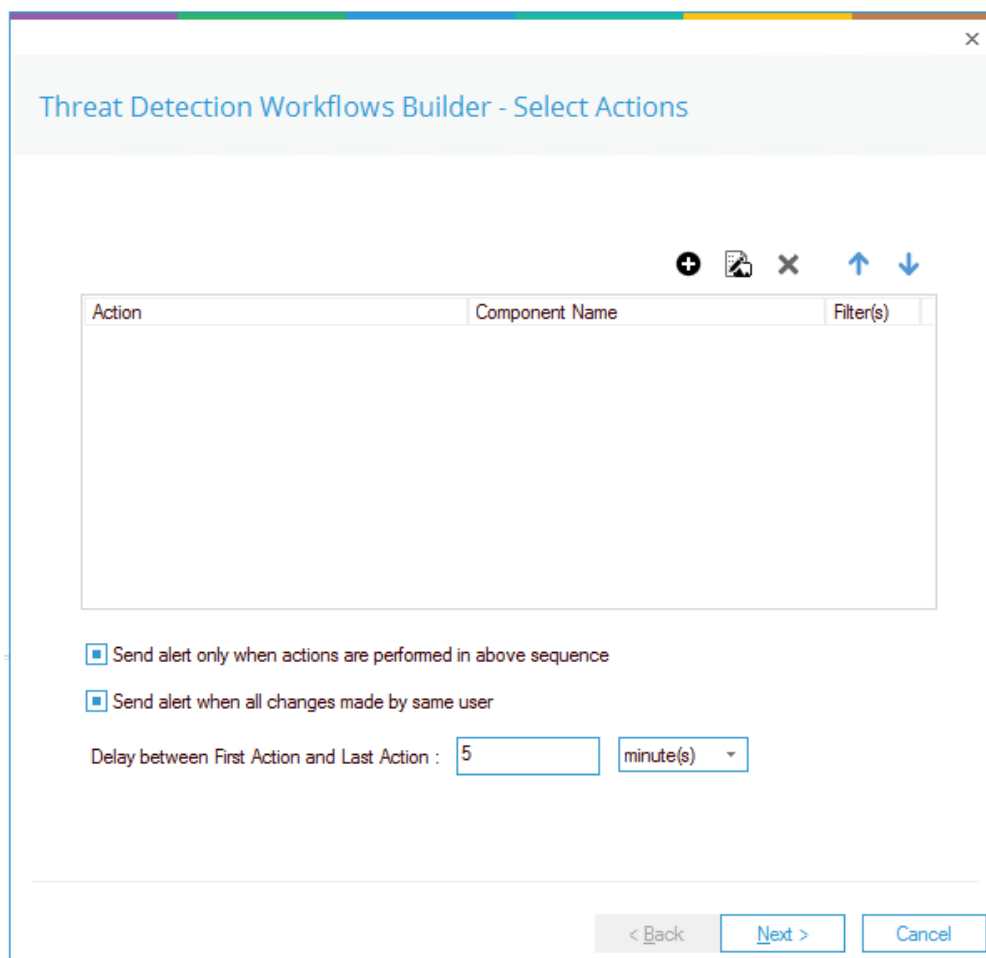 Threat Detection Workflows Builder - Select Actions
Action Component Name Filter(s)
Send alert only when actions are performed in above sequence
Send alert when all changes made by same user
Delay between First Action and Last Action : 5 minute(s)
< Back Next > Cancel